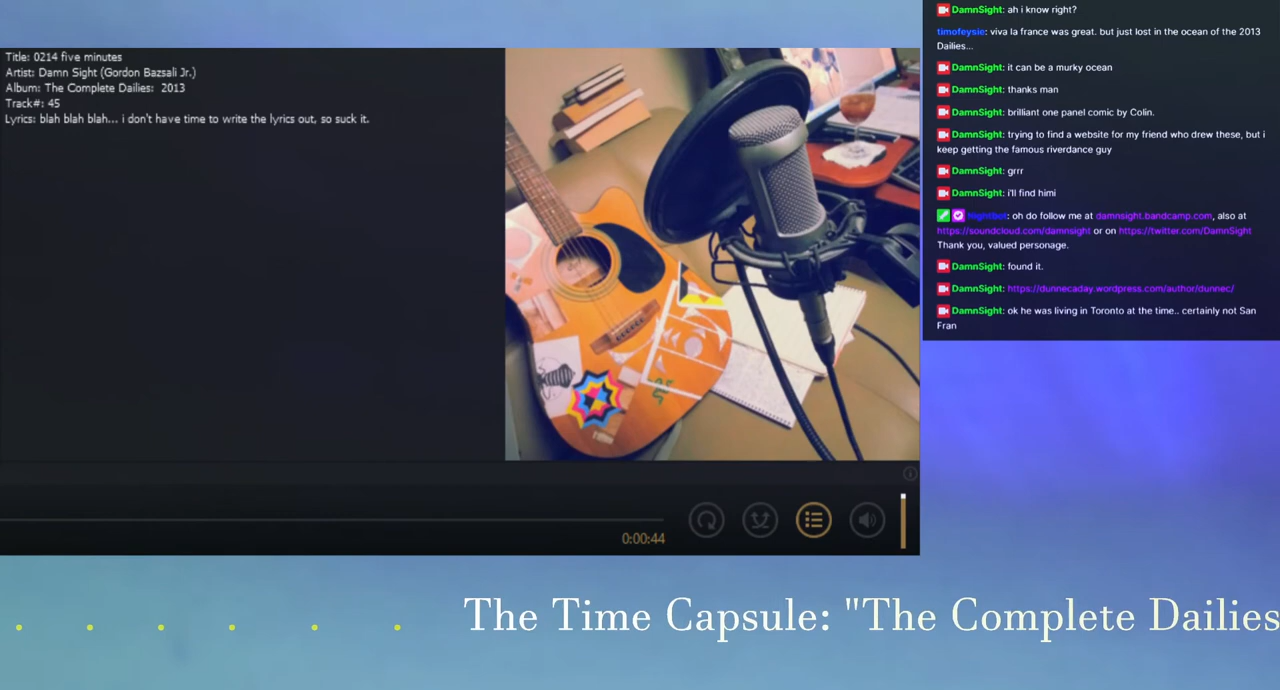 Title: 0214 five minutes
Artist: Damn Sight (Gordon Bazsali Jr.)
Album: The Complete Dailies:  2013
Track#: 45
Lyrics: blah blah blah... i don't have time to write the lyrics out, so suck it.
0:00:44
DamnSight: ah i know right?
timofeysie: viva la france was great. but just lost in the ocean of the 2013
Dailies...
DamnSight: it can be a murky ocean
DamnSight: thanks man
DamnSight: brilliant one panel comic by Colin.
DamnSight: trying to find a website for my friend who drew these, but i
keep getting the famous riverdance guy
DamnSight: grrr
DamnSight: i'll find himi
Nightbot: oh do follow me at damnsight.bandcamp.com, also at
https://soundcloud.com/damnsight or on https://twitter.com/DamnSight
Thank you, valued personage.
DamnSight: found it.
DamnSight: https://dunnecaday.wordpress.com/author/dunnec/
DamnSight: ok he was living in Toronto at the time.. certainly not San
Fran
The Time Capsule: "The Complete Dailies